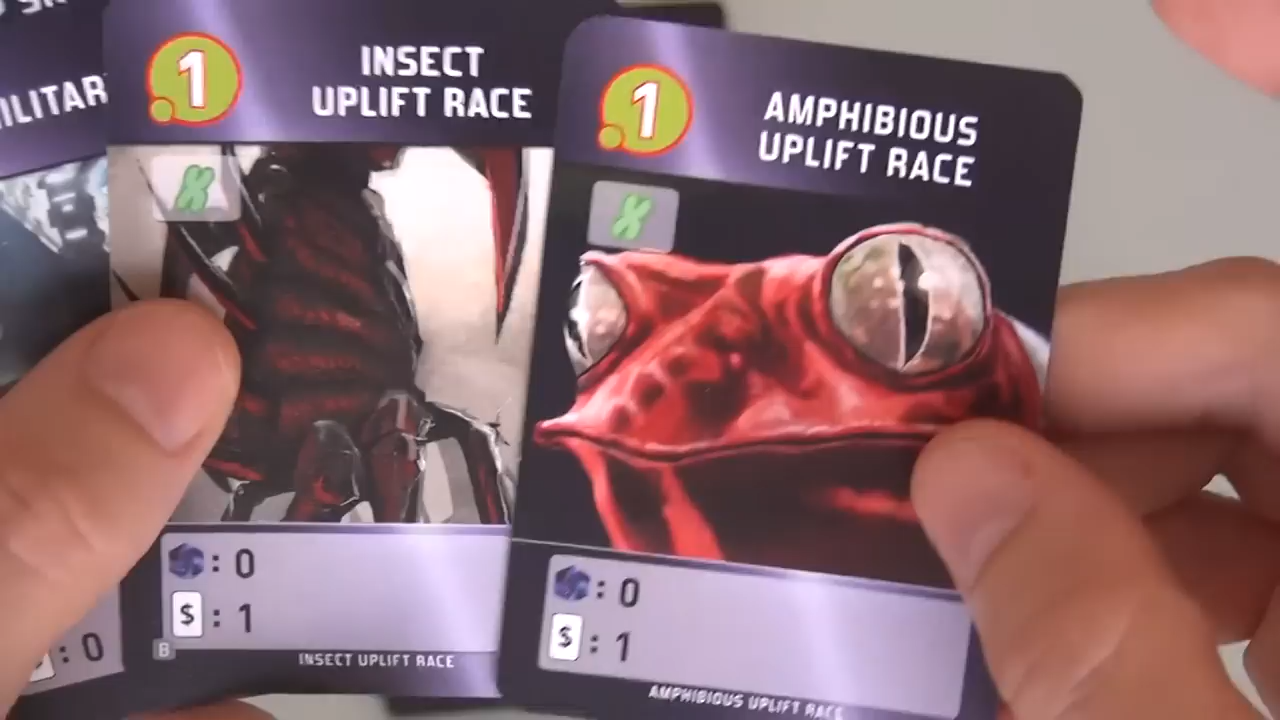 1
INSECT
UPLIFT RACE
X
: 0
$ : 1
B
INSECT UPLIFT RACE
1
AMPHIBIOUS
UPLIFT RACE
X
: 0
$ : 1
AMPHIBIOUS UPLIFT RACE
: 0